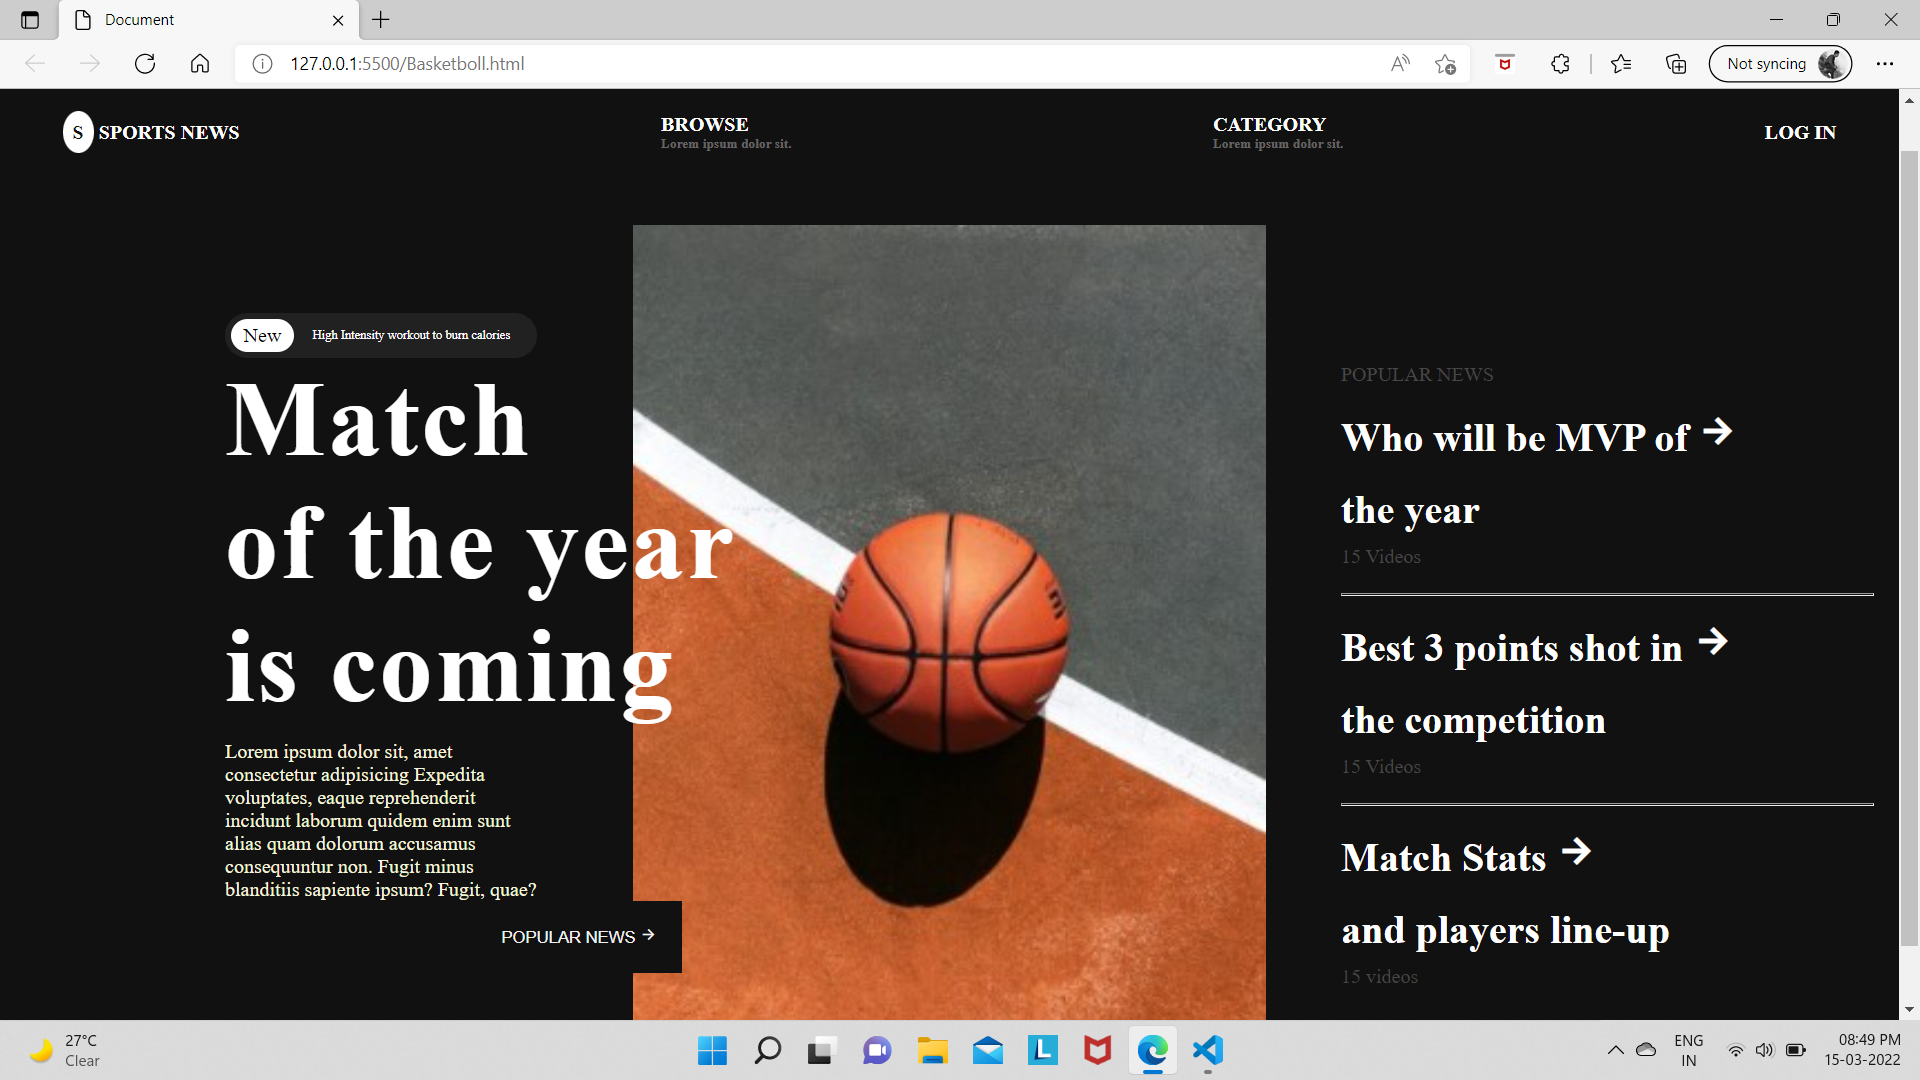 Document
127.0.0.1:5500/Basketboll.html
Not syncing
S SPORTS NEWS
BROWSE
Lorem ipsum dolor sit.
CATEGORY
Lorem ipsum dolor sit.
LOG IN
New High Intensity workout to burn calories
Match
of the year
is coming
Lorem ipsum dolor sit, amet
consectetur adipisicing Expedita
voluptates, eaque reprehenderit
incidunt laborum quidem enim sunt
alias quam dolorum accusamus
consequuntur non. Fugit minus
blanditiis sapiente ipsum? Fugit, quae?
POPULAR NEWS →
POPULAR NEWS
Who will be MVP of →
the year
15 Videos
Best 3 points shot in →
the competition
15 Videos
Match Stats →
and players line-up
15 videos
27°C
Clear
L
ENG
IN
08:49 PM
15-03-2022